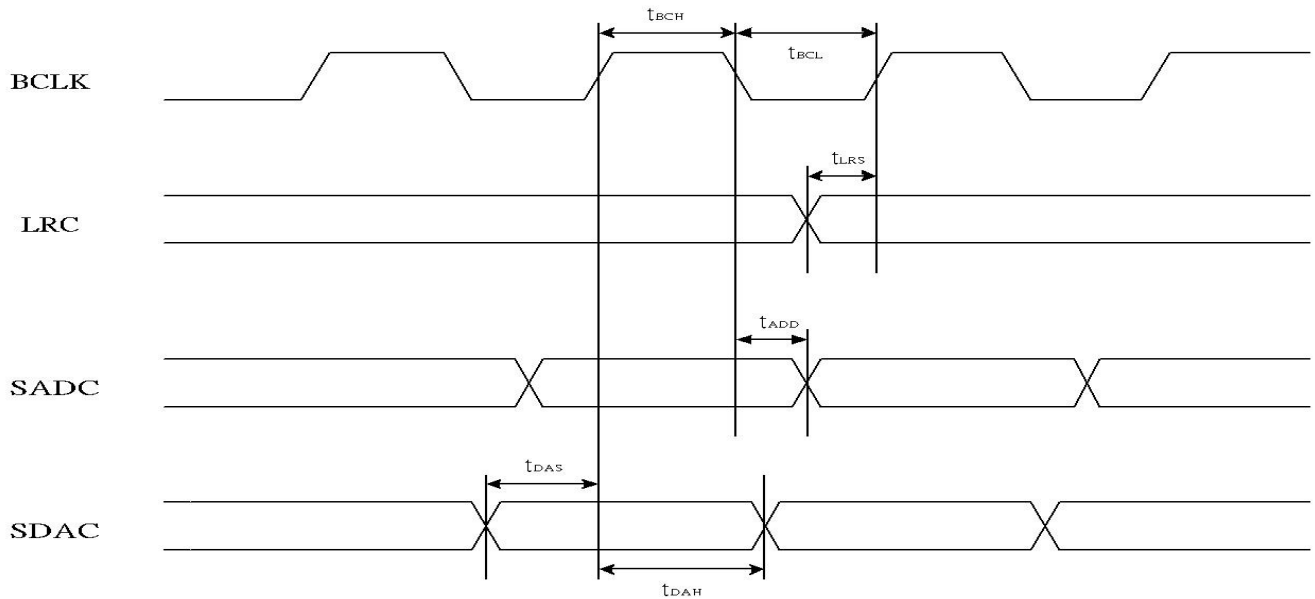 tBCH
tBCL
BCLK
tLRS
LRC
tADD
SADC
tDAS
SDAC
tDAH